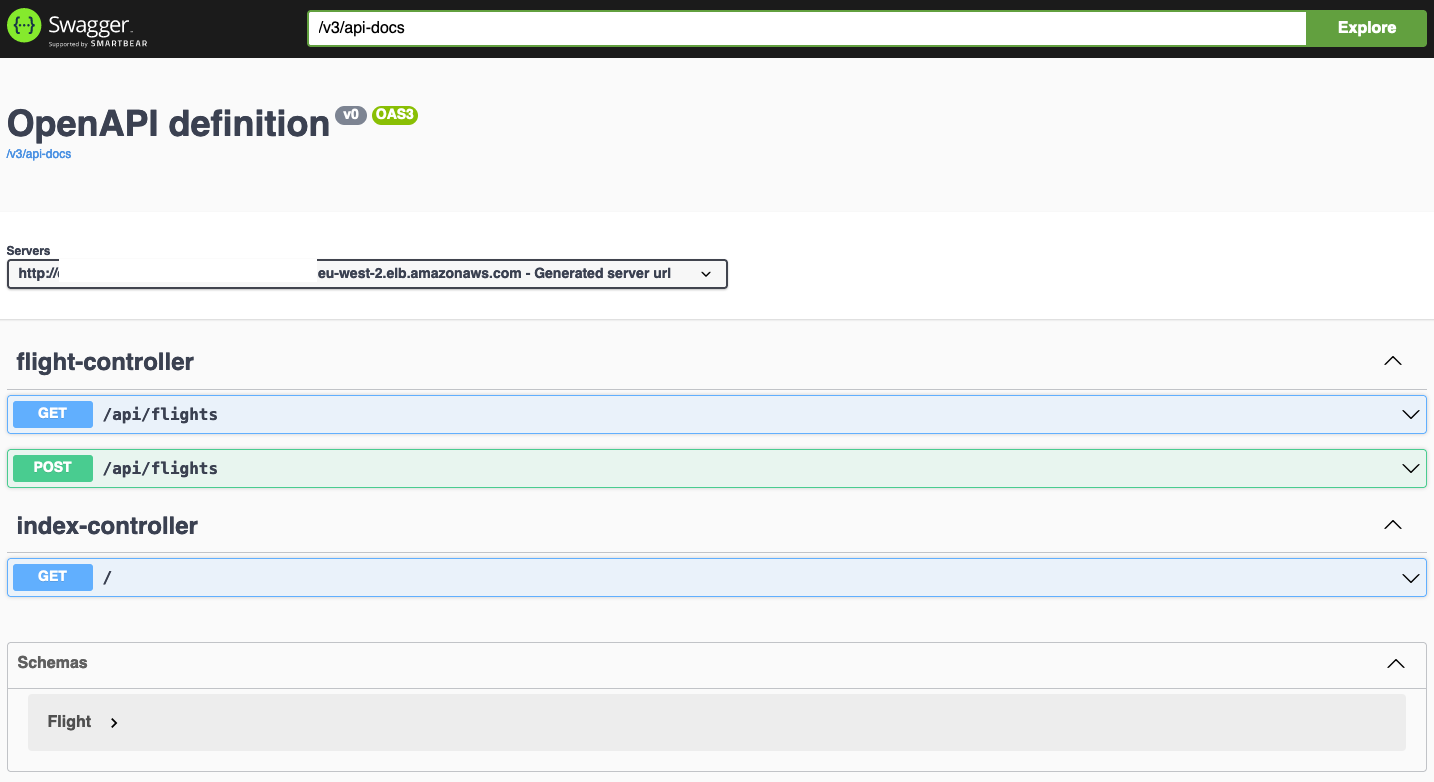 {···} Swagger.
Supported by SMARTBEAR
/v3/api-docs
Explore
OpenAPI definition v0 OAS3
/v3/api-docs
Servers
http:// eu-west-2.elb.amazonaws.com - Generated server url
flight-controller
GET /api/flights
POST /api/flights
index-controller
GET /
Schemas
Flight